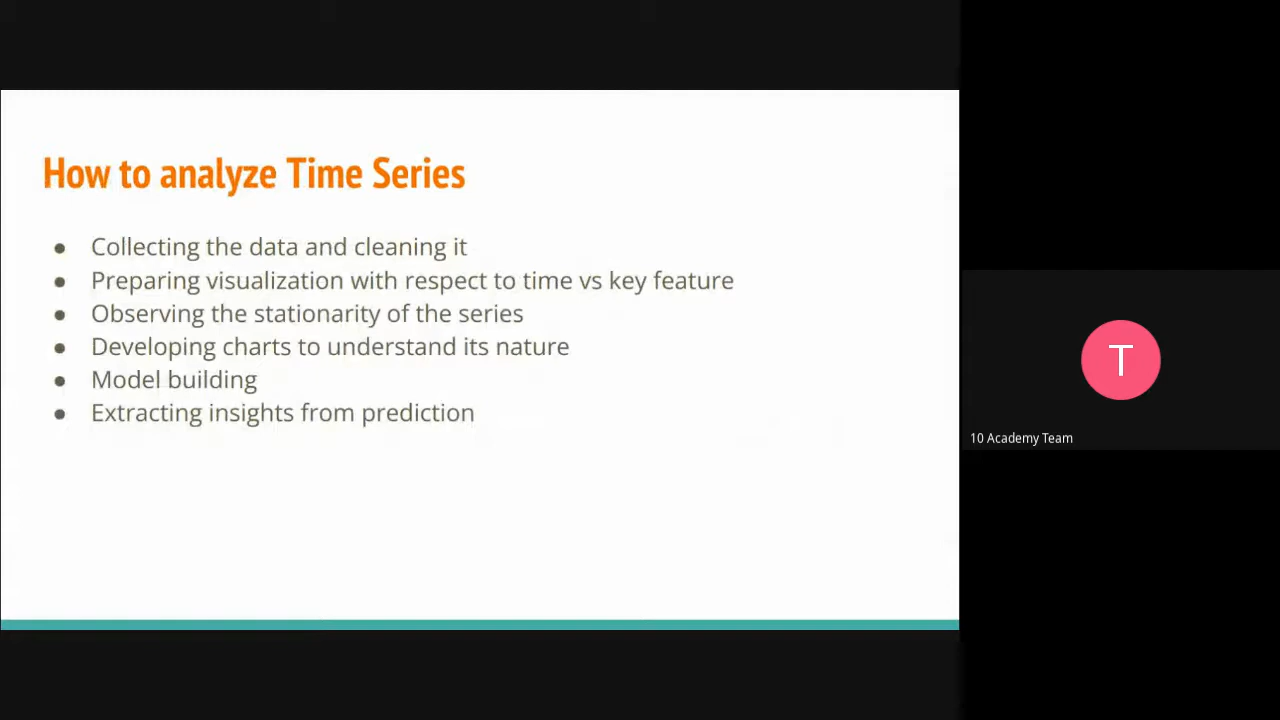 How to analyze Time Series
● Collecting the data and cleaning it
● Preparing visualization with respect to time vs key feature
● Observing the stationarity of the series
● Developing charts to understand its nature
● Model building
● Extracting insights from prediction
T
10 Academy Team